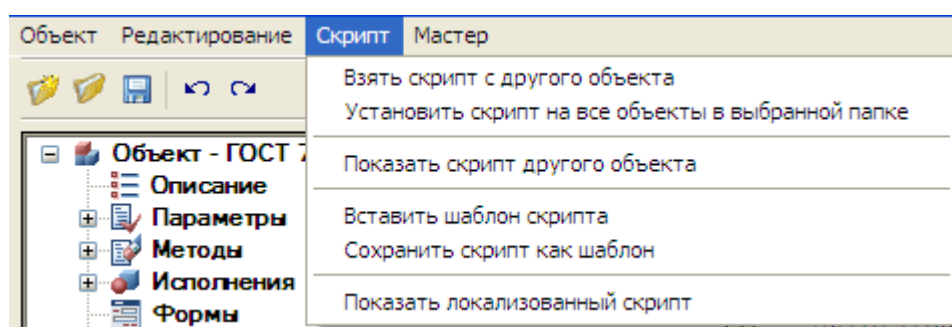 Объект Редактирование Скрипт Мастер
Взять скрипт с другого объекта
Установить скрипт на все объекты в выбранной папке
Показать скрипт другого объекта
Вставить шаблон скрипта
Сохранить скрипт как шаблон
Показать локализованный скрипт
Объект - ГОСТ
Описание
Параметры
Методы
Исполнения
Формы